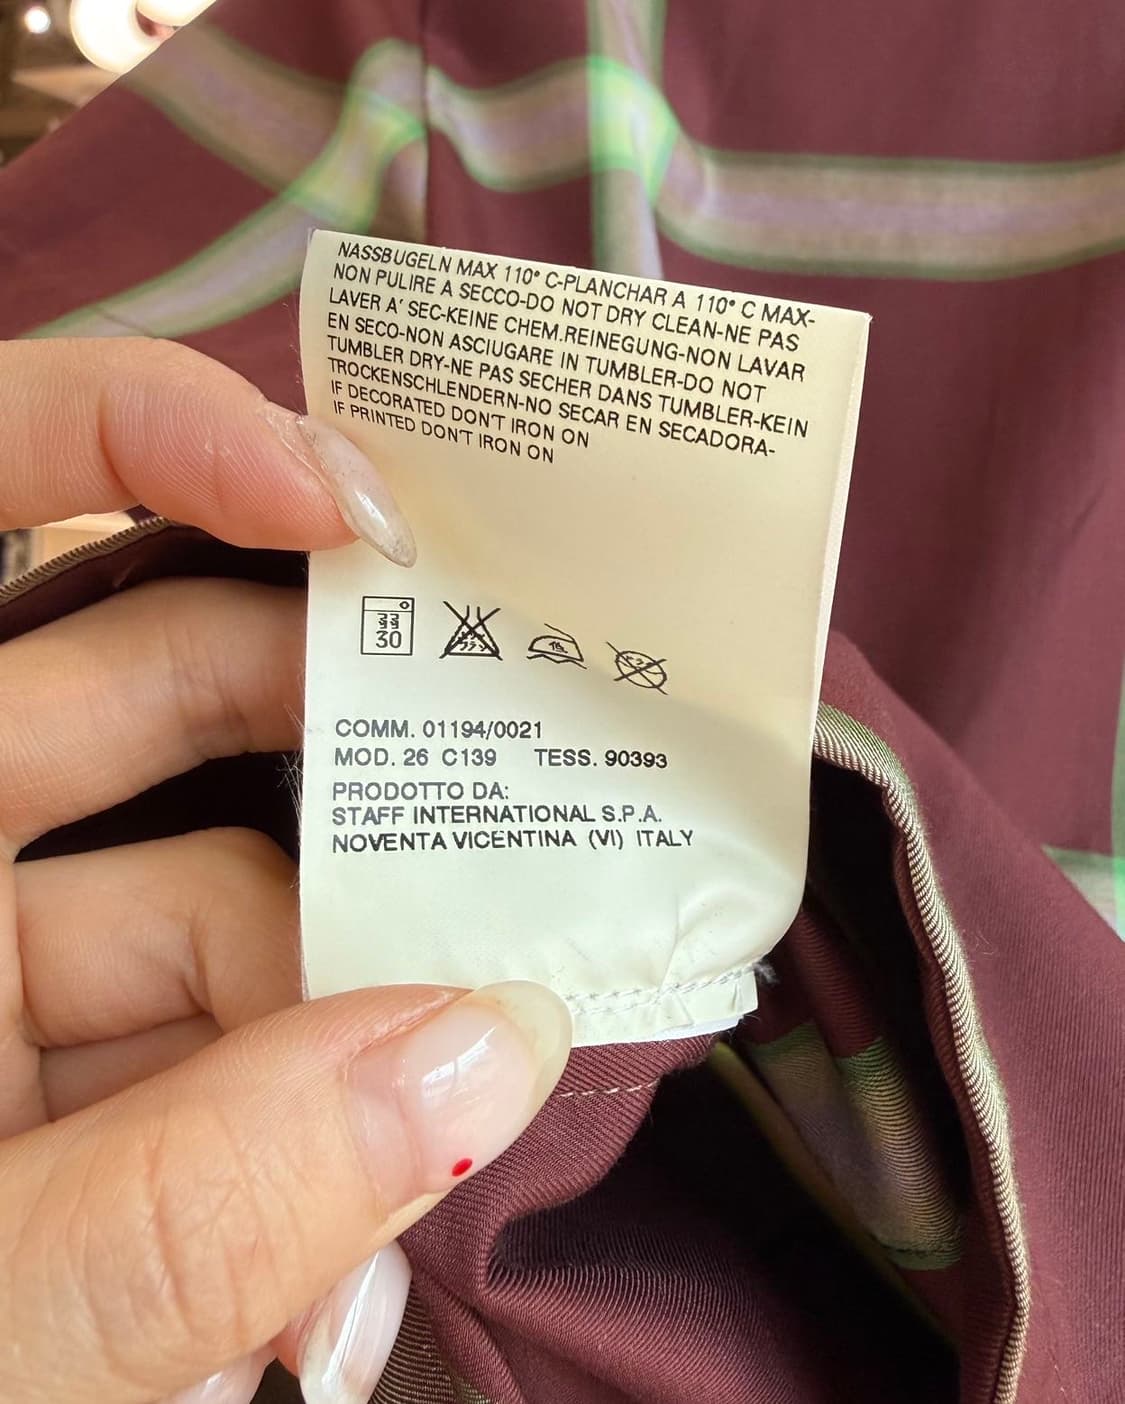 NASSBUGELN MAX 110° C-PLANCHAR A 110° C MAX-
NON PULIRE A SECCO-DO NOT DRY CLEAN-NE PAS
LAVER A' SEC-KEINE CHEM.REINEGUNG-NON LAVAR
EN SECO-NON ASCIUGARE IN TUMBLER-DO NOT
TUMBLER DRY-NE PAS SECHER DANS TUMBLER-KEIN
TROCKENSCHLENDERN-NO SECAR EN SECADORA-
IF DECORATED DON'T IRON ON
IF PRINTED DON'T IRON ON
30
COMM. 01194/0021
MOD. 26 C139 TESS. 90393
PRODOTTO DA:
STAFF INTERNATIONAL S.P.A.
NOVENTA VICENTINA (VI) ITALY